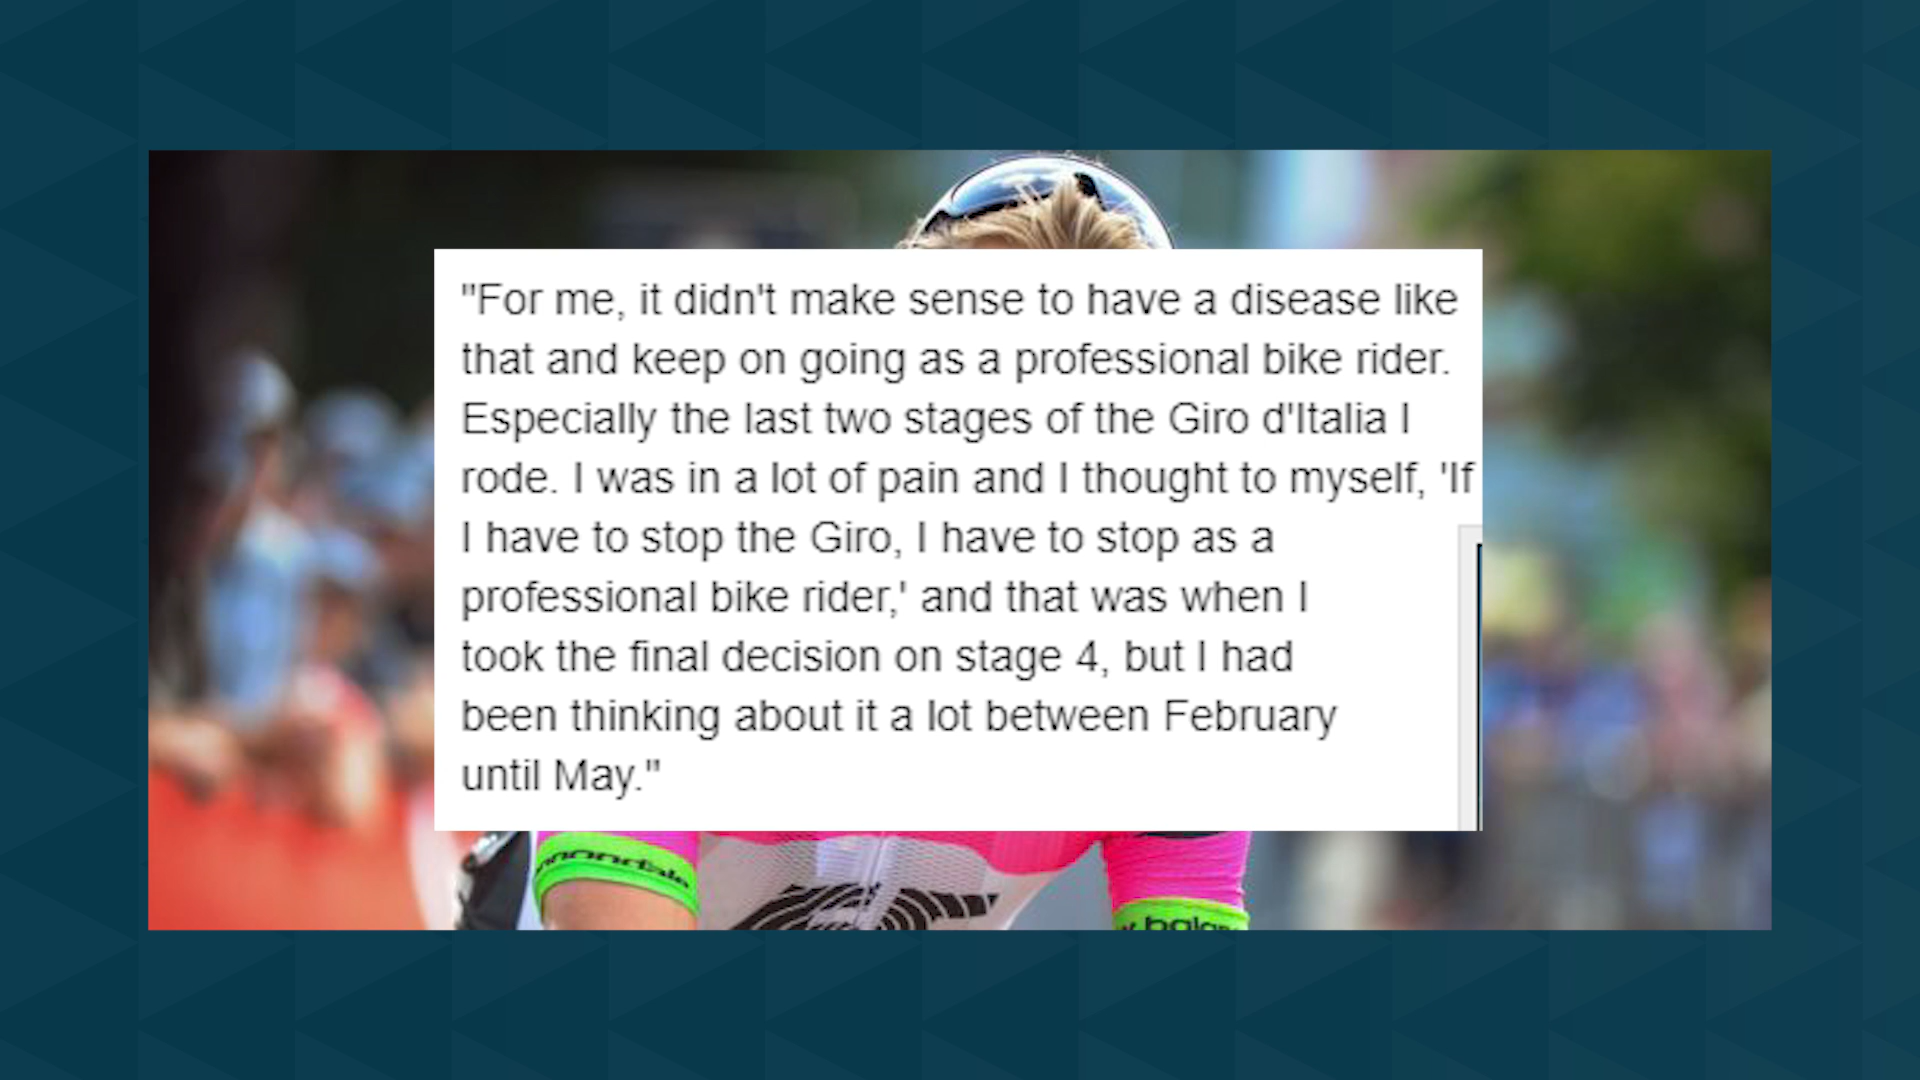 "For me, it didn't make sense to have a disease like
that and keep on going as a professional bike rider.
Especially the last two stages of the Giro d'Italia I
rode. I was in a lot of pain and I thought to myself, 'If
I have to stop the Giro, I have to stop as a
professional bike rider,' and that was when I
took the final decision on stage 4, but I had
been thinking about it a lot between February
until May."
cannondale